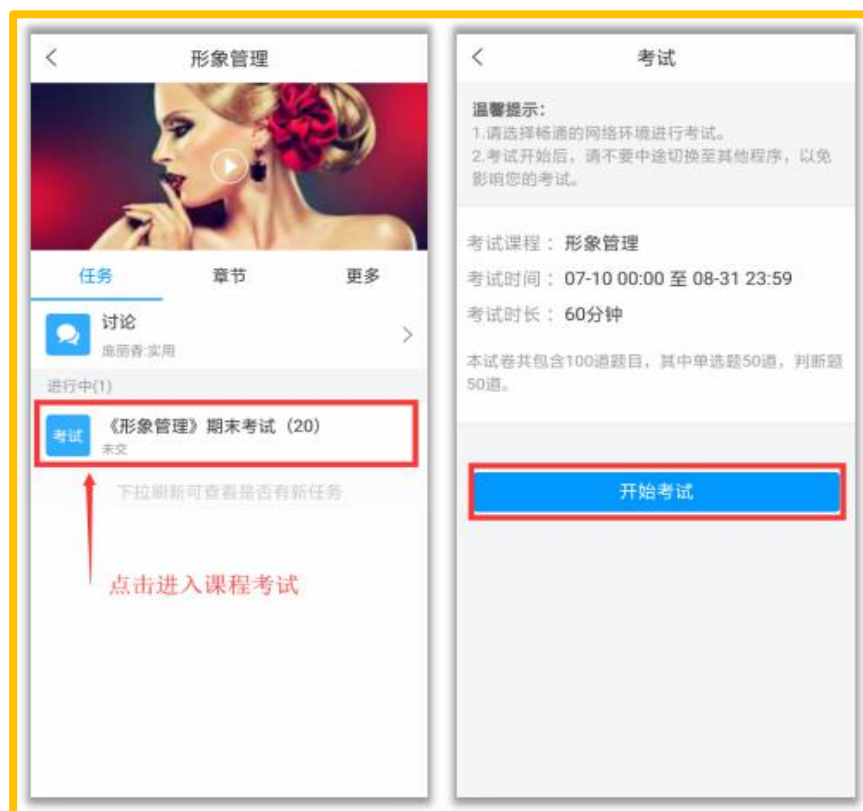 形象管理
任务
章节
更多
讨论
庞丽香:实用
进行中(1)
考试
《形象管理》期末考试（20）
未交
下拉刷新可查看是否有新任务
点击进入课程考试
考试
温馨提示：
1.请选择畅通的网络环境进行考试。
2.考试开始后，请不要中途切换至其他程序，以免
影响您的考试。
考试课程： 形象管理
考试时间： 07-10 00:00 至 08-31 23:59
考试时长： 60分钟
本试卷共包含100道题目，其中单选题50道，判断题
50道。
开始考试